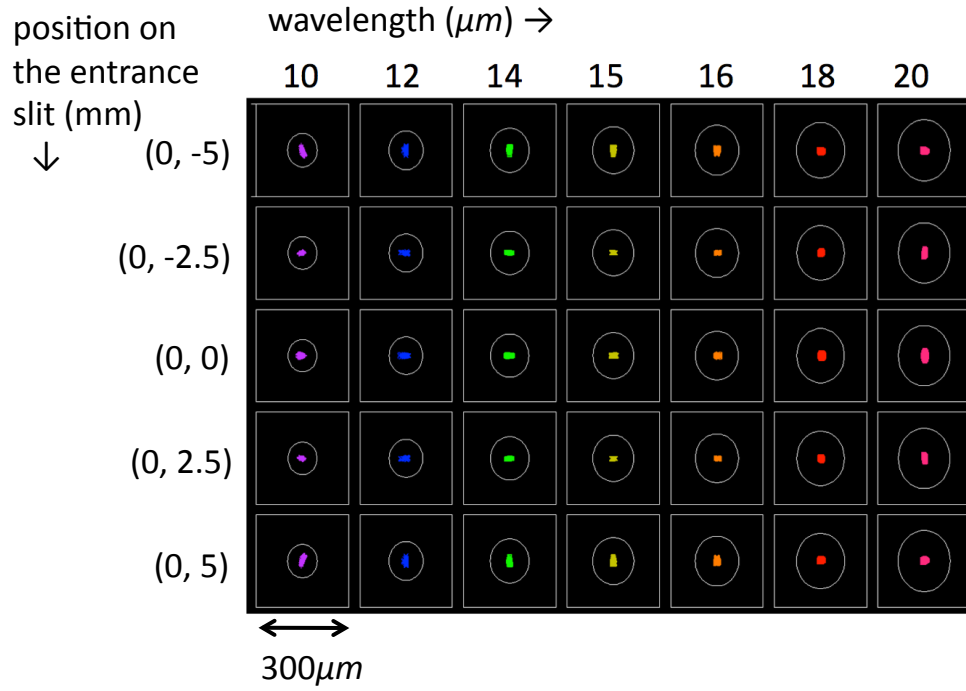 position on
the entrance
slit (mm)
↓
wavelength (μm) →
10 12 14 15 16 18 20
(0, -5)
(0, -2.5)
(0, 0)
(0, 2.5)
(0, 5)
300μm